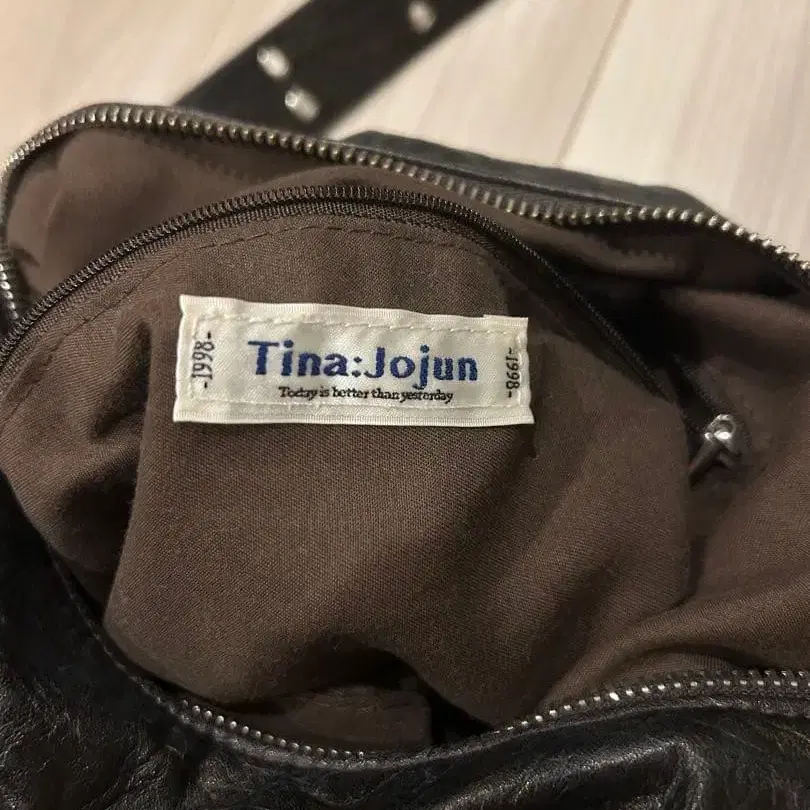 -1998-
Tina:Jojun
Today is better than yesterday
-1998-